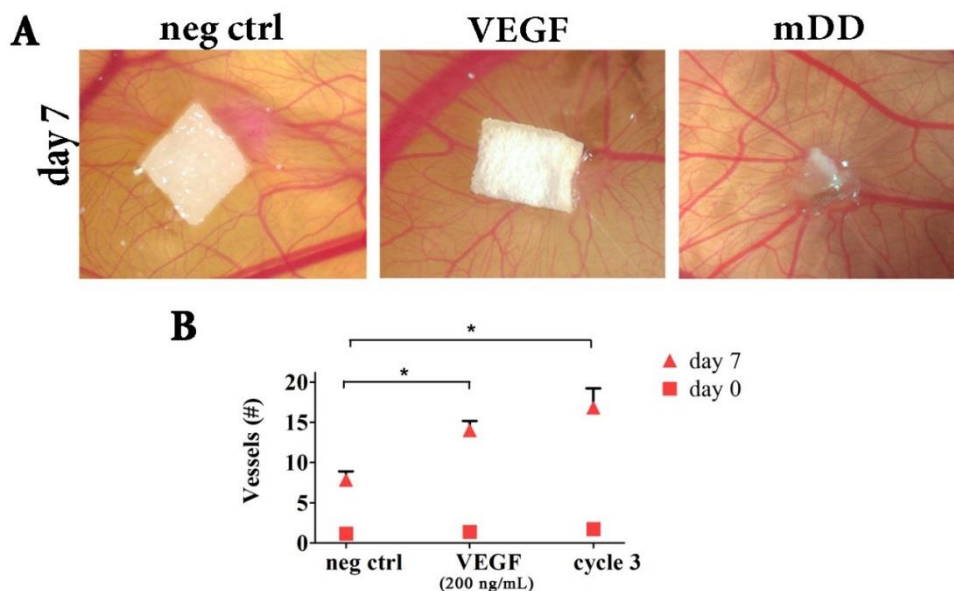 A
neg ctrl
VEGF
mDD
day 7
B
*
*
day 7
day 0
Vessels (#)
20
15
10
5
0
neg ctrl
VEGF
cycle 3
(200 ng/mL)